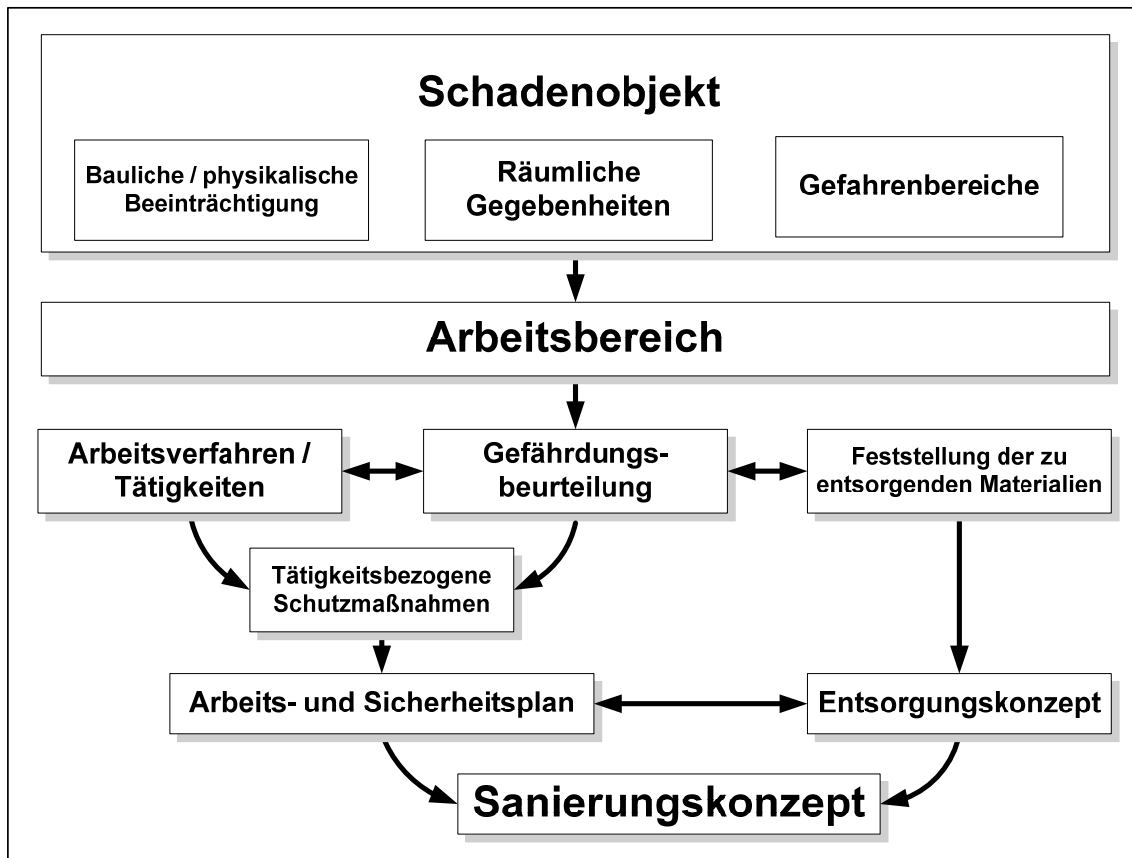 Schadenobjekt
Bauliche / physikalische
Beeinträchtigung
Räumliche
Gegebenheiten
Gefahrenbereiche
Arbeitsbereich
Arbeitsverfahren /
Tätigkeiten
Gefährdungs-
beurteilung
Feststellung der zu
entsorgenden Materialien
Tätigkeitsbezogene
Schutzmaßnahmen
Arbeits- und Sicherheitsplan
Entsorgungskonzept
Sanierungskonzept